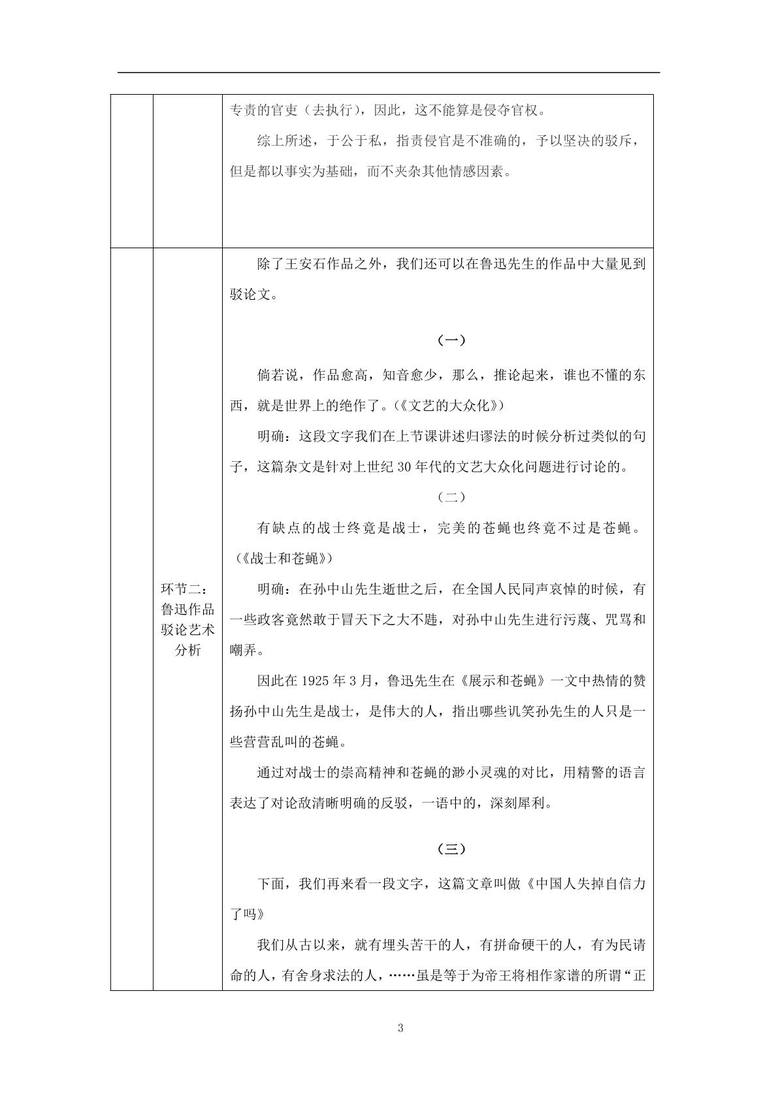 专责的官吏（去执行），因此，这不能算是侵夺官权。
综上所述，于公于私，指责侵官是不准确的，予以坚决的驳斥，
但是都以事实为基础，而不夹杂其他情感因素。
环节二：
鲁迅作品
驳论艺术
分析
除了王安石作品之外，我们还可以在鲁迅先生的作品中大量见到
驳论文。
（一）
倘若说，作品愈高，知音愈少，那么，推论起来，谁也不懂的东
西，就是世界上的绝作了。（《文艺的大众化》）
明确：这段文字我们在上节课讲述归谬法的时候分析过类似的句
子，这篇杂文是针对上世纪 30 年代的文艺大众化问题进行讨论的。
（二）
有缺点的战士终竟是战士，完美的苍蝇也终竟不过是苍蝇。
（《战士和苍蝇》）
明确：在孙中山先生逝世之后，在全国人民同声哀悼的时候，有
一些政客竟然敢于冒天下之大不韪，对孙中山先生进行污蔑、咒骂和
嘲弄。
因此在 1925 年 3 月，鲁迅先生在《展示和苍蝇》一文中热情的赞
扬孙中山先生是战士，是伟大的人，指出哪些讥笑孙先生的人只是一
些营营乱叫的苍蝇。
通过对战士的崇高精神和苍蝇的渺小灵魂的对比，用精警的语言
表达了对论敌清晰明确的反驳，一语中的，深刻犀利。
（三）
下面，我们再来看一段文字，这篇文章叫做《中国人失掉自信力
了吗》
我们从古以来，就有埋头苦干的人，有拼命硬干的人，有为民请
命的人，有舍身求法的人，……虽是等于为帝王将相作家谱的所谓“正
3